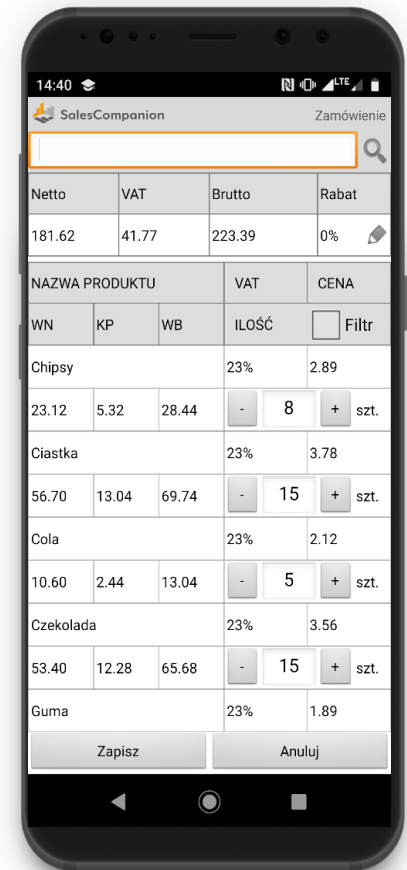 14:40 LTE
SalesCompanion Zamówienie
Netto VAT Brutto Rabat
181.62 41.77 223.39 0%
NAZWA PRODUKTU VAT CENA
WN KP WB ILOŚĆ Filtr
Chipsy 23% 2.89
23.12 5.32 28.44 - 8 + szt.
Ciastka 23% 3.78
56.70 13.04 69.74 - 15 + szt.
Cola 23% 2.12
10.60 2.44 13.04 - 5 + szt.
Czekolada 23% 3.56
53.40 12.28 65.68 - 15 + szt.
Guma 23% 1.89
Zapisz Anuluj